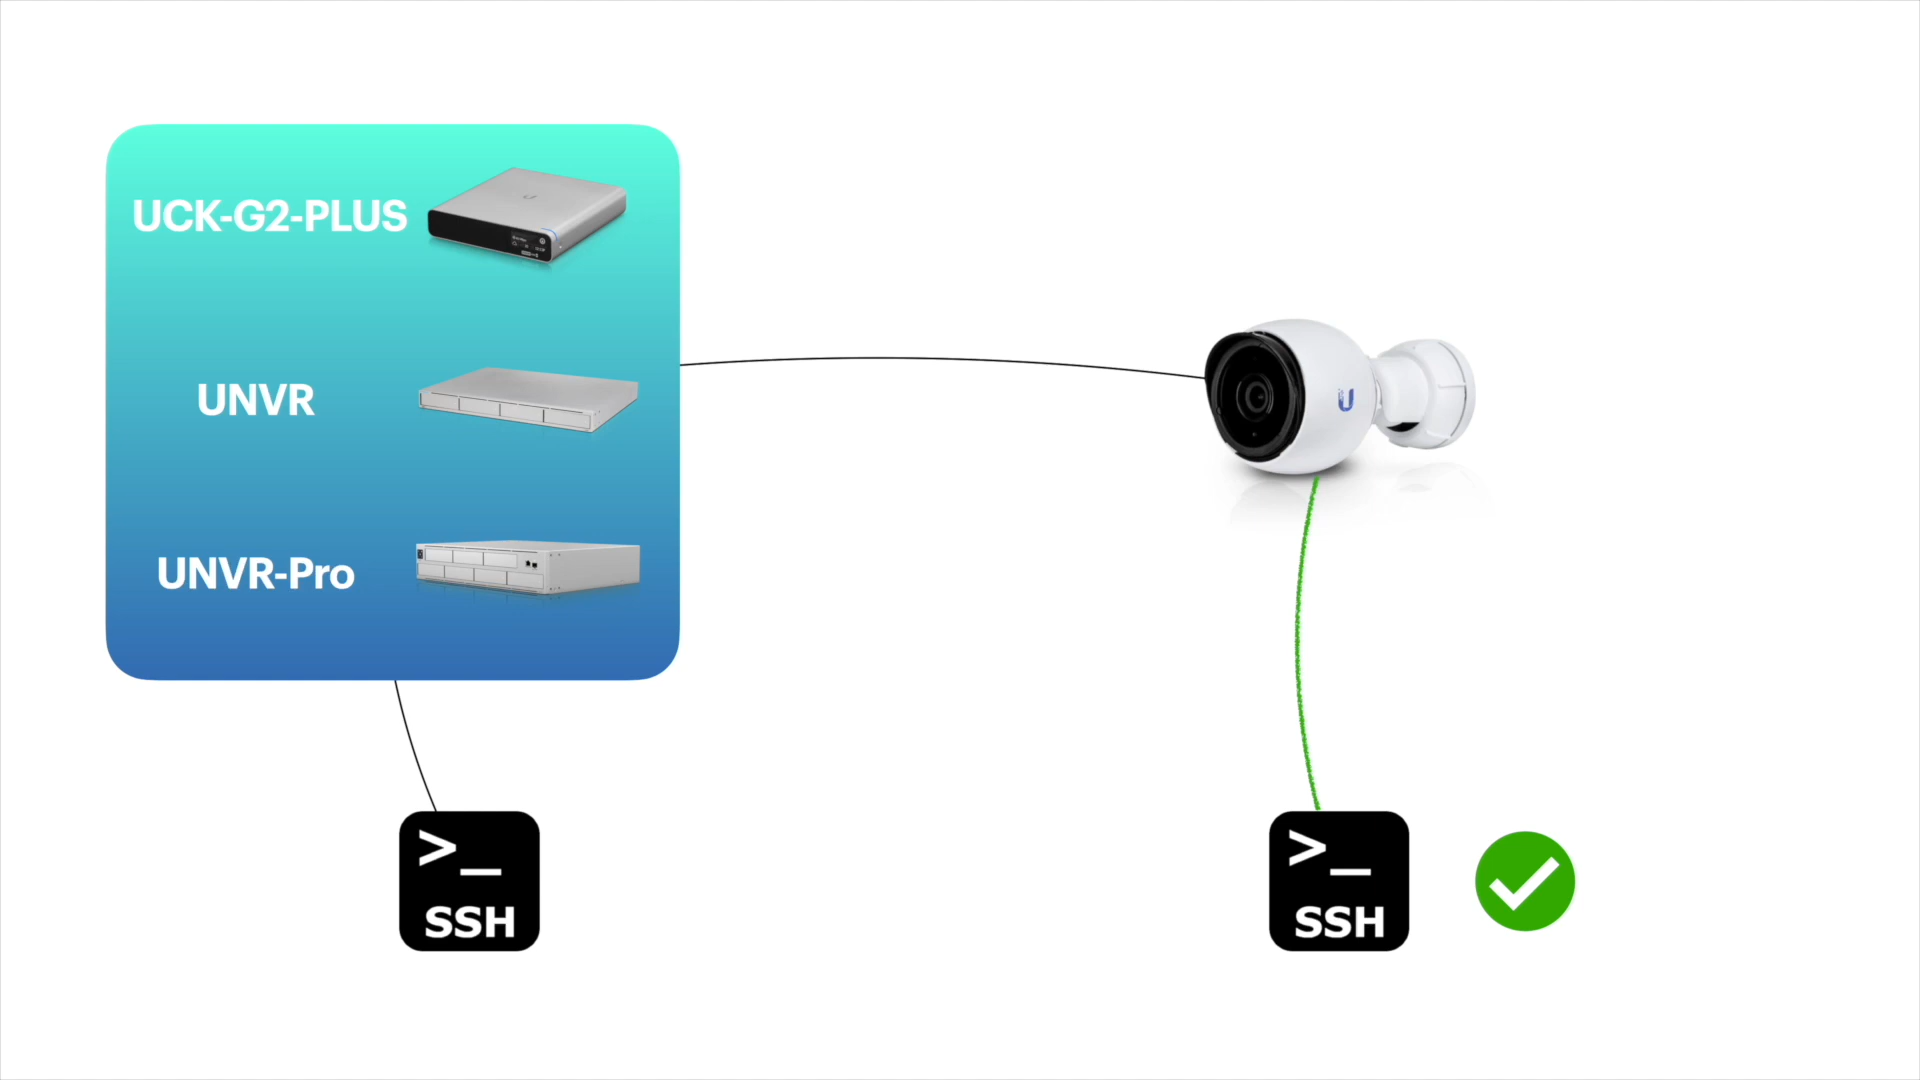 UCK-G2-PLUS
UNVR
UNVR-Pro
>_
SSH
>_
SSH